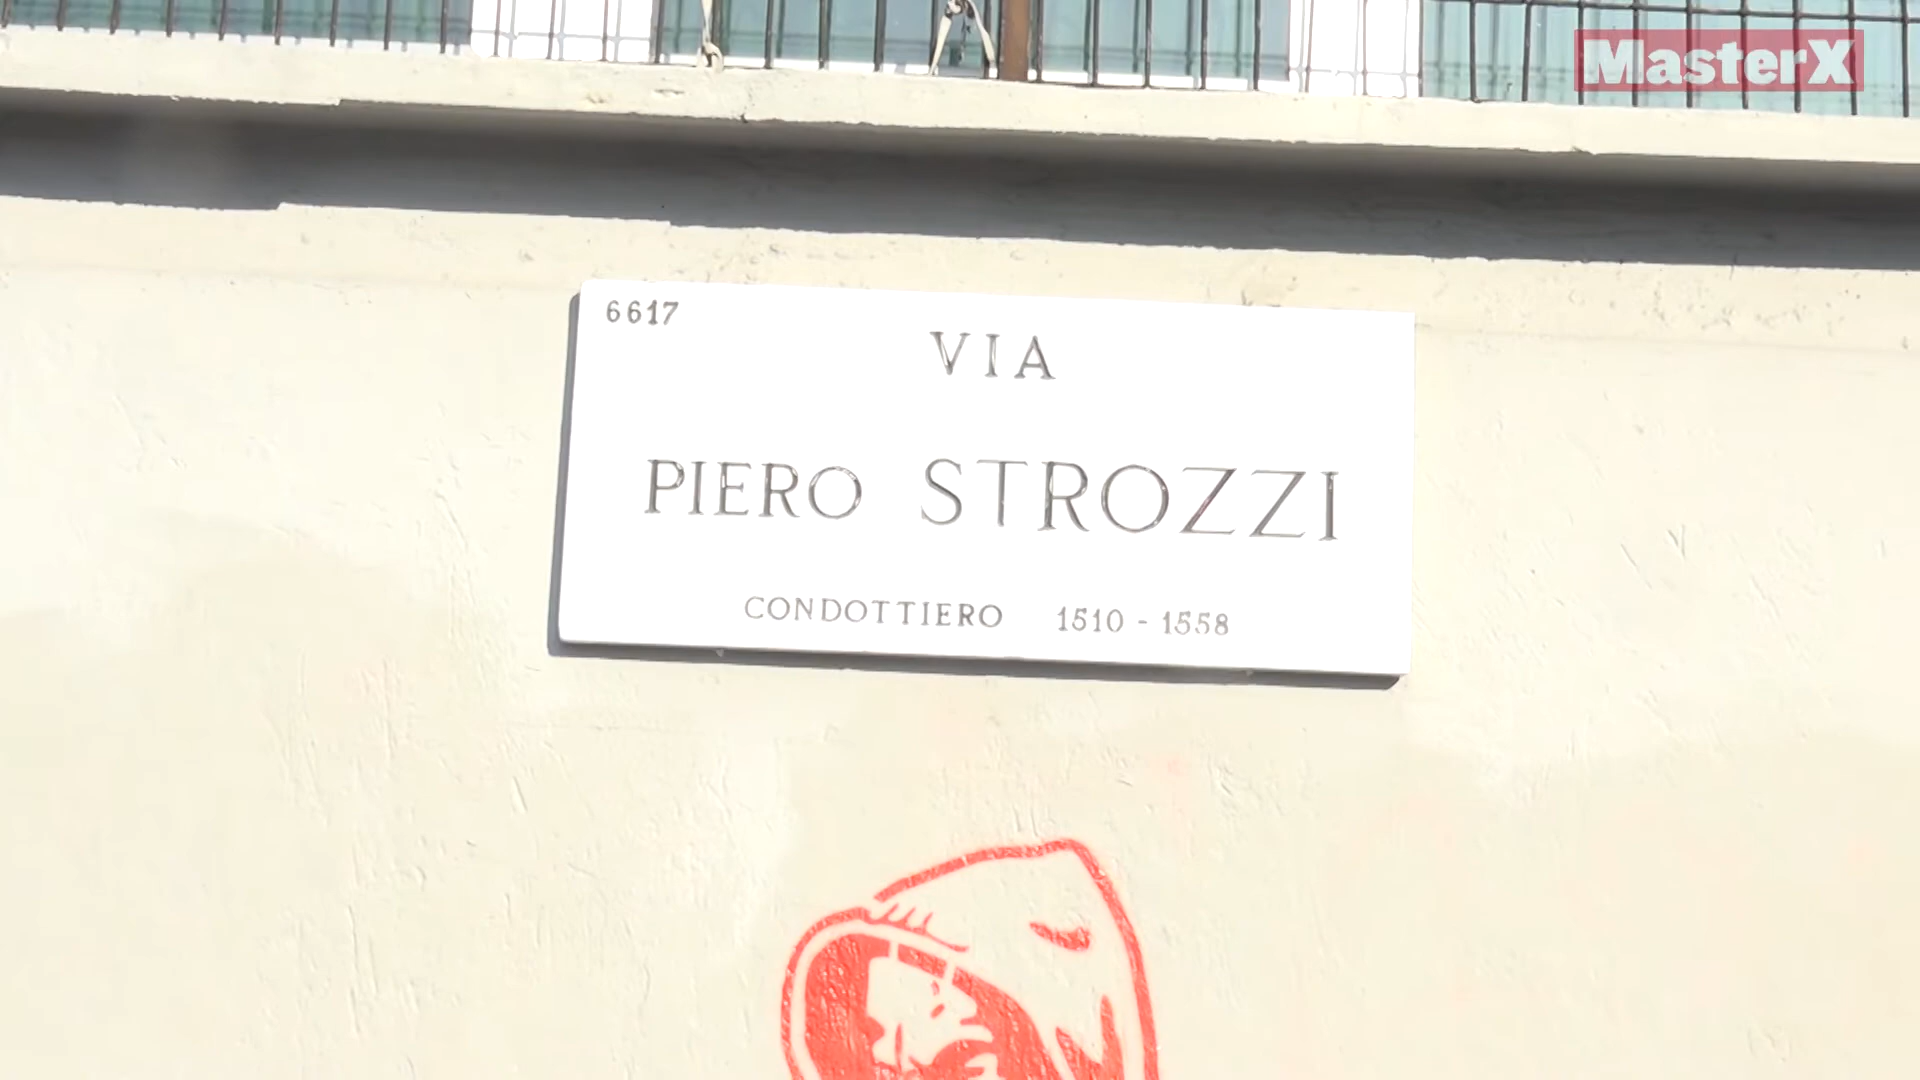 MasterX
6617
VIA
PIERO STROZZI
CONDOTTIERO 1510 - 1558